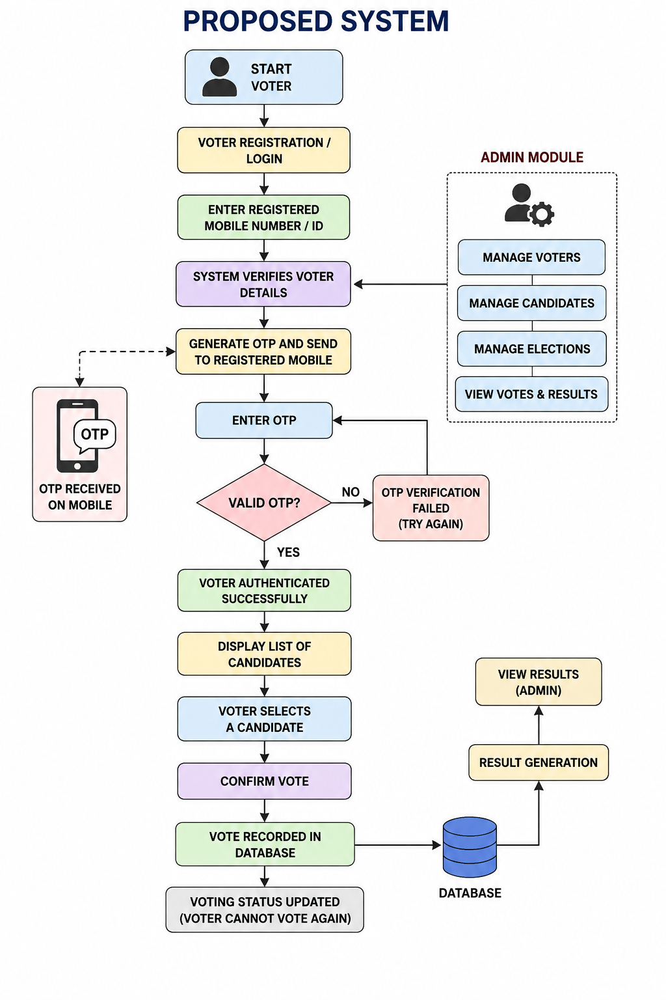 PROPOSED SYSTEM
START
VOTER
VOTER REGISTRATION /
LOGIN
ENTER REGISTERED
MOBILE NUMBER / ID
SYSTEM VERIFIES VOTER
DETAILS
GENERATE OTP AND SEND
TO REGISTERED MOBILE
ENTER OTP
VALID OTP?
NO
OTP VERIFICATION
FAILED
(TRY AGAIN)
YES
OTP
OTP RECEIVED
ON MOBILE
ADMIN MODULE
MANAGE VOTERS
MANAGE CANDIDATES
MANAGE ELECTIONS
VIEW VOTES & RESULTS
VOTER AUTHENTICATED
SUCCESSFULLY
DISPLAY LIST OF
CANDIDATES
VOTER SELECTS
A CANDIDATE
CONFIRM VOTE
VOTE RECORDED IN
DATABASE
VOTING STATUS UPDATED
(VOTER CANNOT VOTE AGAIN)
VIEW RESULTS
(ADMIN)
RESULT GENERATION
DATABASE